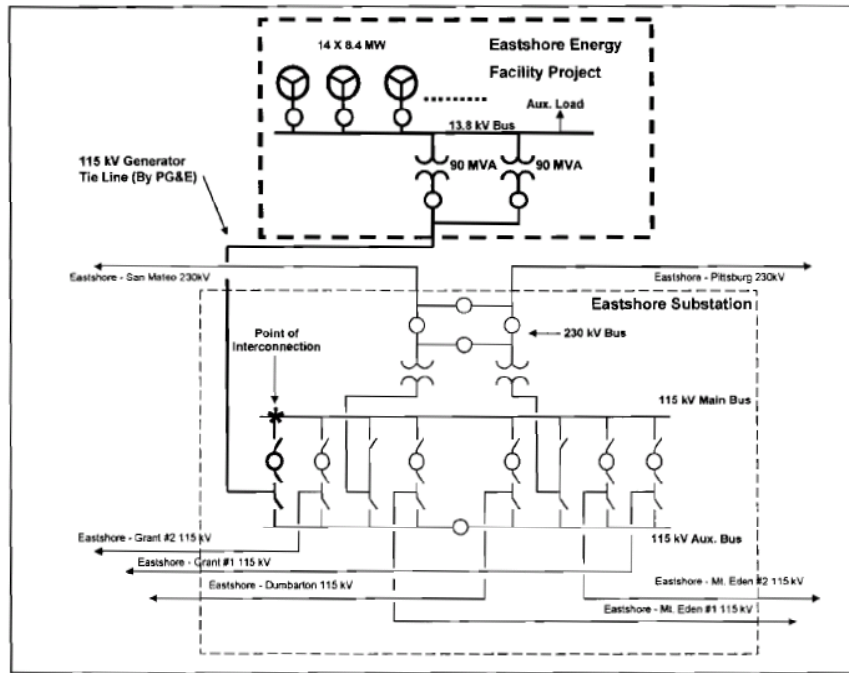 14 X 8.4 MW
Eastshore Energy
Facility Project
Aux. Load
13.8 kV Bus
115 kV Generator
Tie Line (By PG&E)
90 MVA
90 MVA
Eastshore - San Mateo 230kV
Eastshore - Pittsburg 230kV
Eastshore Substation
Point of
Interconnection
230 kV Bus
115 kV Main Bus
115 kV Aux. Bus
Eastshore - Grant #2 115 kV
Eastshore - Grant #1 115 kV
Eastshore - Dumbarton 115 kV
Eastshore - Mt. Eden #2 115 kV
Eastshore - Mt. Eden #1 115 kV